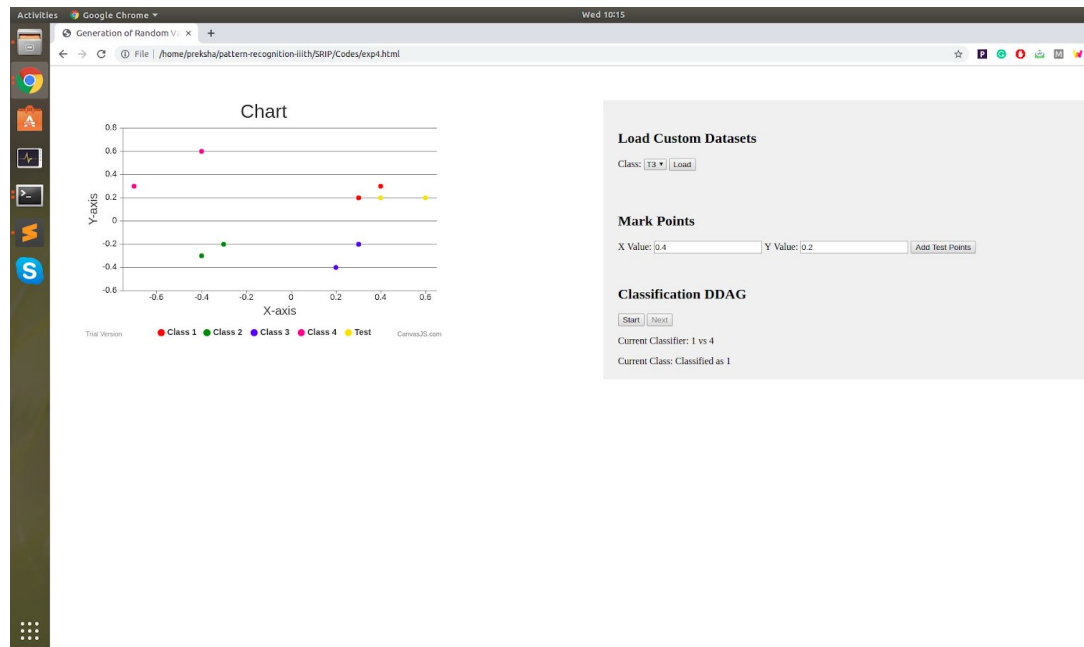 Activities Google Chrome ▾ Wed 10:15
Generation of Random Va × +
File | /home/preksha/pattern-recognition-iiith/SRIP/Codes/exp4.html
Chart
0.8
0.6
0.4
0.2
0
-0.2
-0.4
-0.6
Y-axis
-0.6 -0.4 -0.2 0 0.2 0.4 0.6
X-axis
Trial Version Class 1 Class 2 Class 3 Class 4 Test CanvasJS.com
Load Custom Datasets
Class: T3 ▾ Load
Mark Points
X Value: 0.4 Y Value: 0.2 Add Test Points
Classification DDAG
Start Next
Current Classifier: 1 vs 4
Current Class: Classified as 1